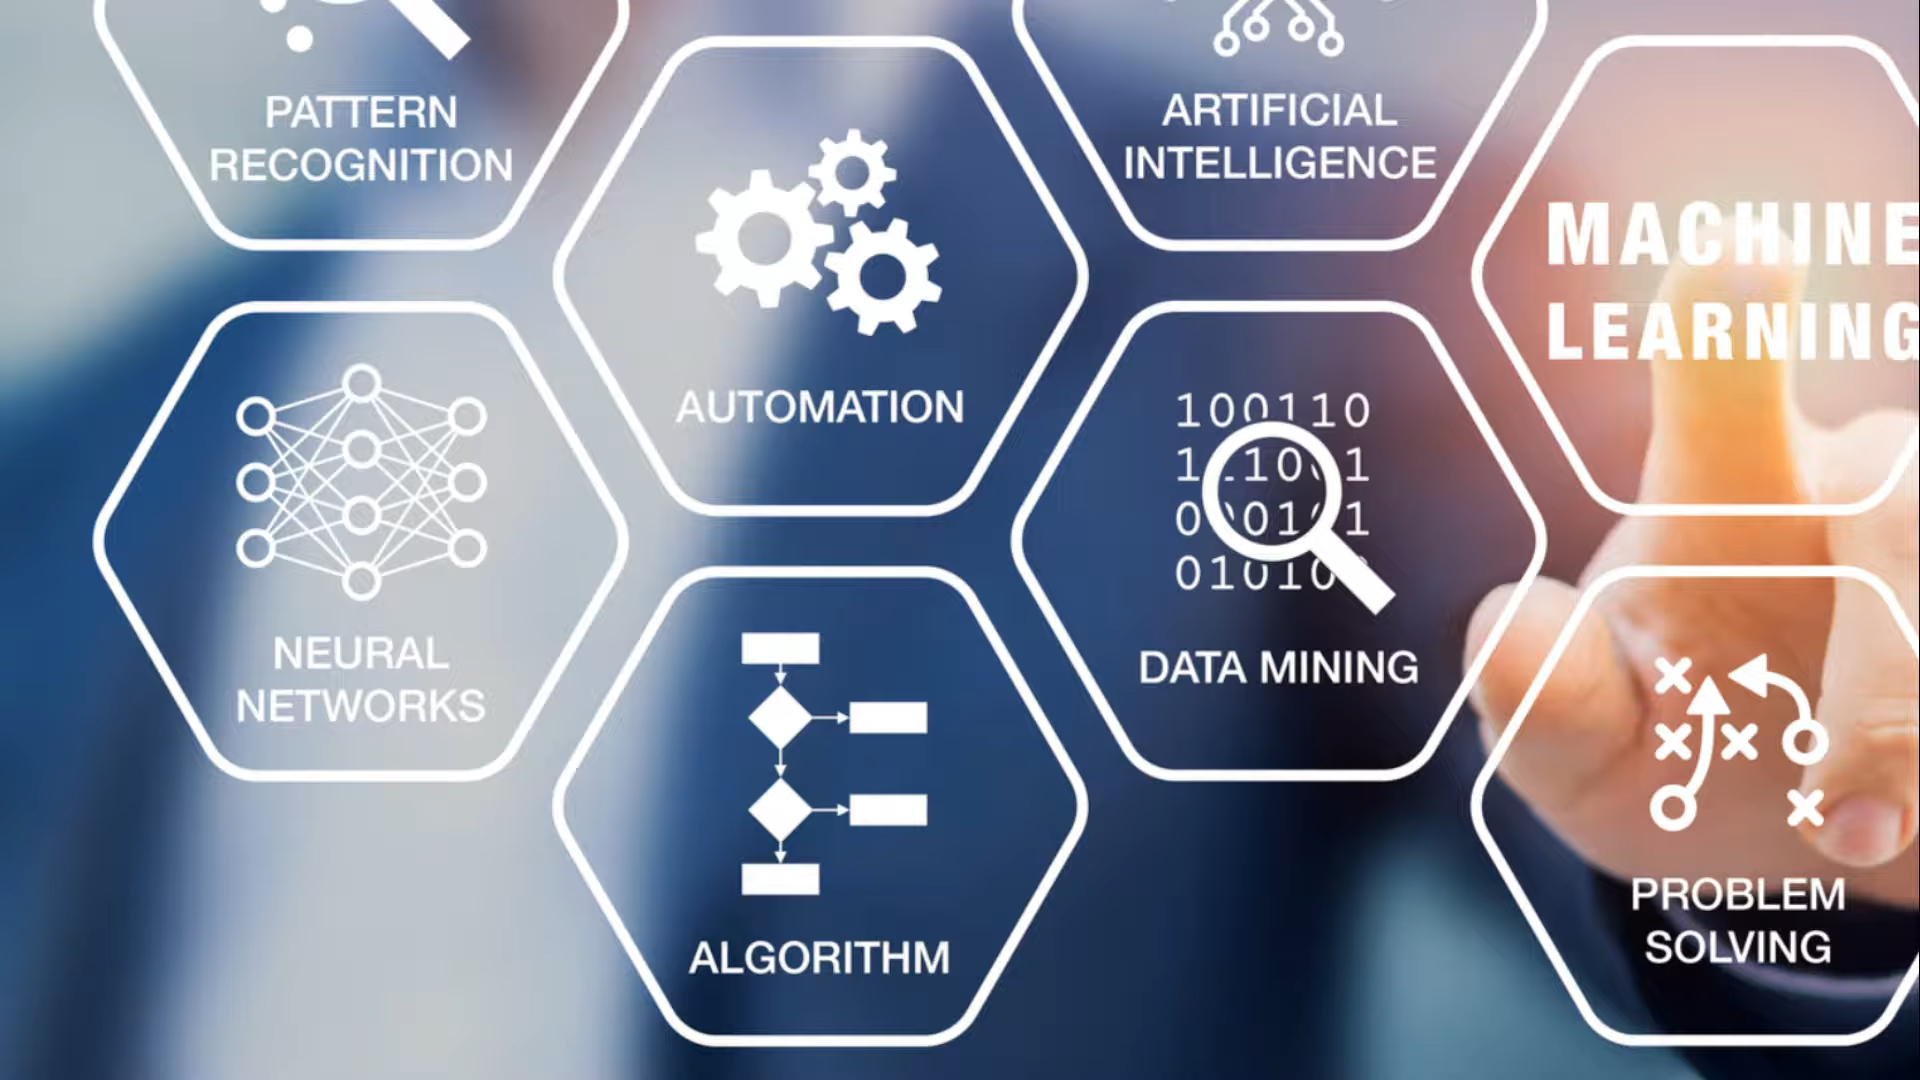 PATTERN
RECOGNITION
AUTOMATION
ARTIFICIAL
INTELLIGENCE
MACHINE
LEARNING
NEURAL
NETWORKS
100110
DATA MINING
ALGORITHM
PROBLEM
SOLVING